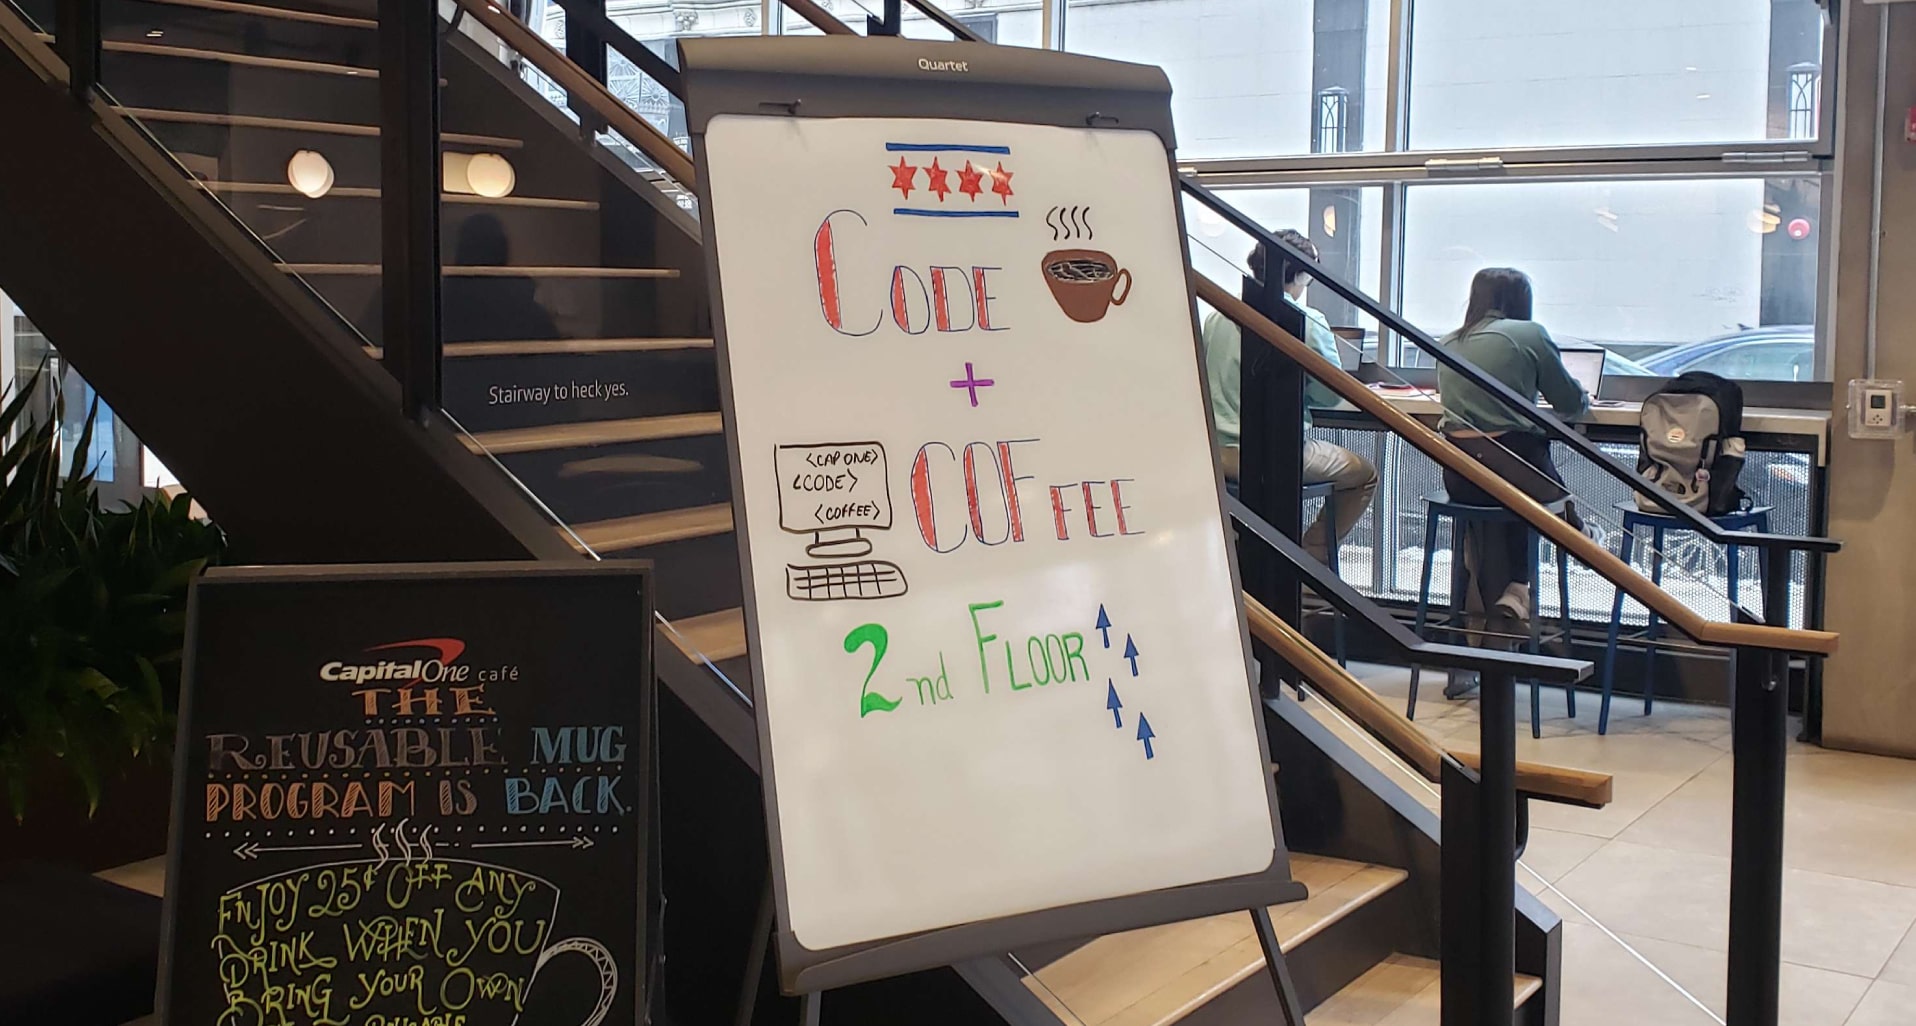 Quartet
CODE
+
<CAP ONE>
<CODE>
<COFFEE>
COFFEE
2nd FLOOR
Stairway to heck yes.
CapitalOne café
THE
REUSABLE MUG
PROGRAM IS BACK.
ENJOY 25¢ OFF ANY
DRINK WHEN YOU
BRING YOUR OWN
REUSABLE